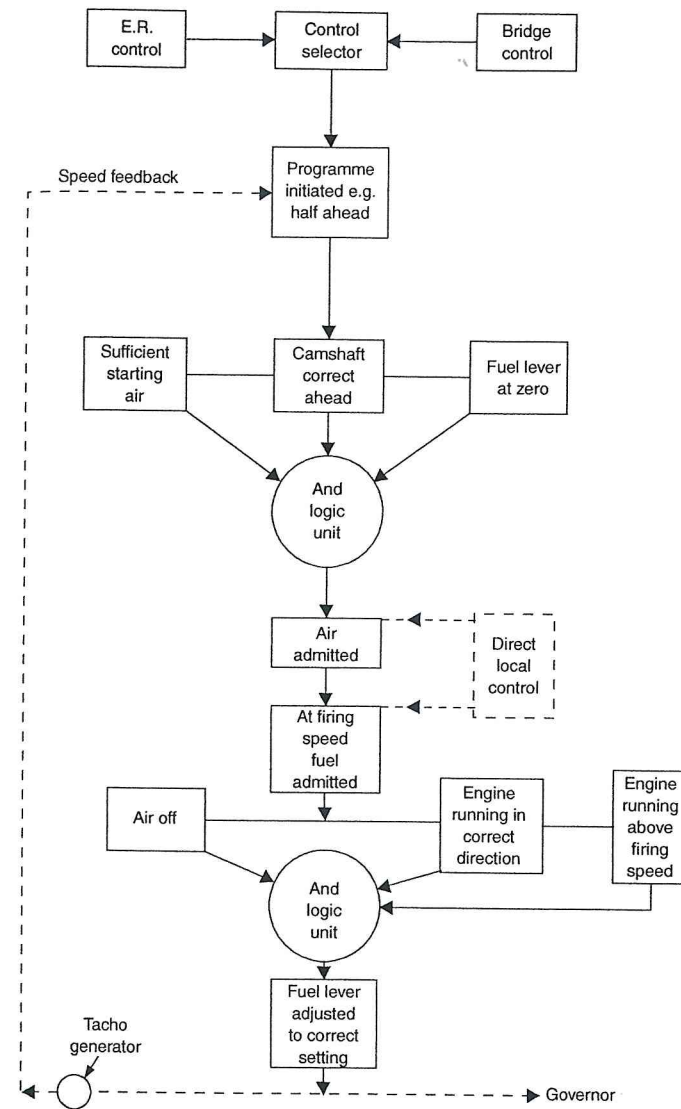 E.R.
control
Control
selector
Bridge
control
Speed feedback
Programme
initiated e.g.
half ahead
Sufficient
starting
air
Camshaft
correct
ahead
Fuel lever
at zero
And
logic
unit
Air
admitted
Direct
local
control
At firing
speed
fuel
admitted
Air off
Engine
running in
correct
direction
Engine
running
above
firing
speed
And
logic
unit
Fuel lever
adjusted
to correct
setting
Tacho
generator
Governor